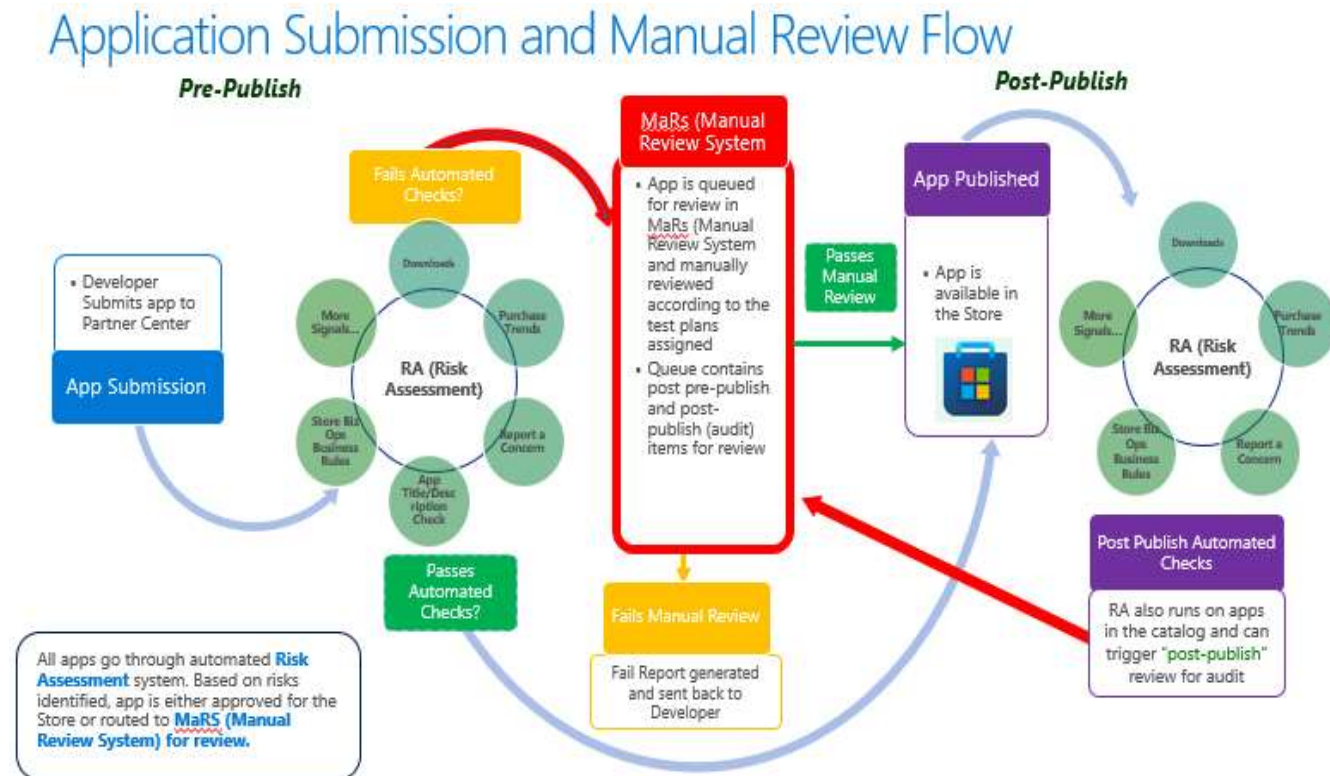 Application Submission and Manual Review Flow
Pre-Publish
Post-Publish
▪ Developer
Submits app to
Partner Center
App Submission
Fails Automated
Checks?
Downloads
Purchase
Trends
Report a
Concern
App
Title/Desc
ription
Check
Store Biz
Ops
Business
Rules
More
Signals...
RA (Risk
Assessment)
Passes
Automated
Checks?
MaRs (Manual
Review System
▪ App is queued
for review in
MaRs (Manual
Review System
and manually
reviewed
according to the
test plans
assigned
▪ Queue contains
post pre-publish
and post-
publish (audit)
items for review
Passes
Manual
Review
Fails Manual Review
Fail Report generated
and sent back to
Developer
App Published
▪ App is
available in
the Store
Downloads
Purchase
Trends
Report a
Concern
Store Biz
Ops
Business
Rules
More
Signals...
RA (Risk
Assessment)
Post Publish Automated
Checks
RA also runs on apps
in the catalog and can
trigger "post-publish"
review for audit
All apps go through automated Risk
Assessment system. Based on risks
identified, app is either approved for the
Store or routed to MaRS (Manual
Review System) for review.